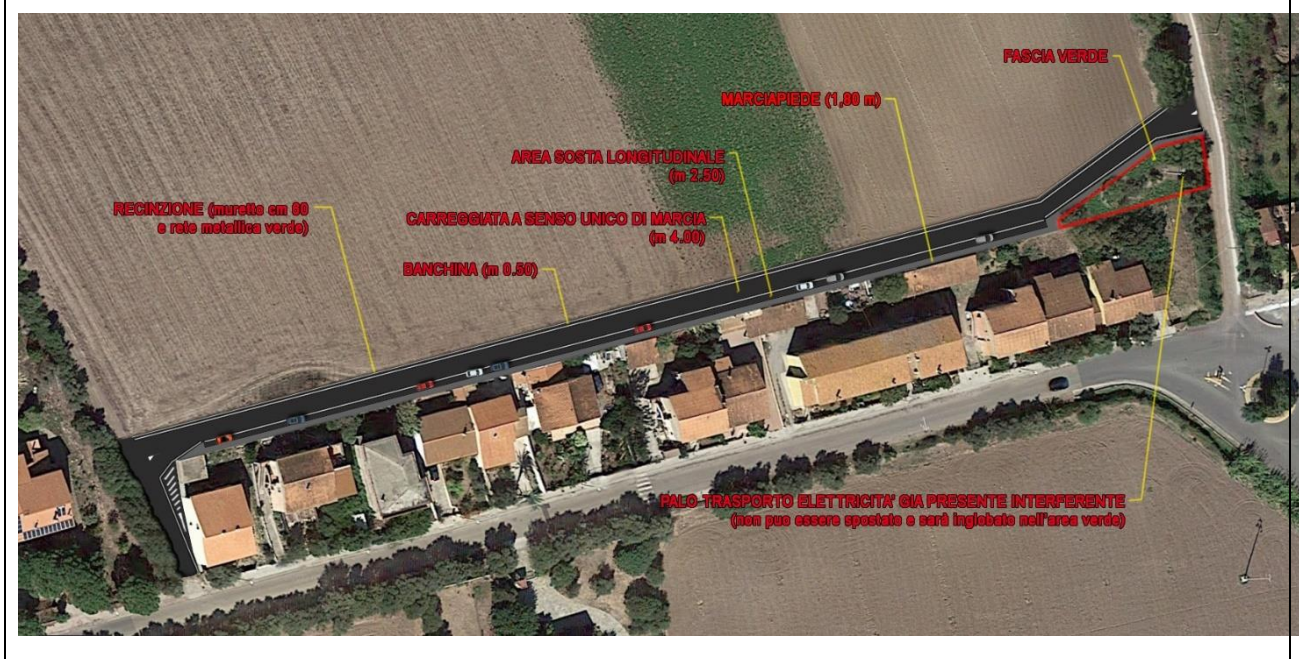 FASCIA VERDE
MARCIAPIEDE (1,80 m)
AREA SOSTA LONGITUDINALE
(m 2.50)
CARREGGIATA A SENSO UNICO DI MARCIA
(m 4.00)
RECINZIONE (muretto cm 80
e rete metallica verde)
BANCHINA (m 0.50)
PALO TRASPORTO ELETTRICITA' GIA PRESENTE INTERFERENTE
(non puo essere spostato e sarà inglobato nell'area verde)